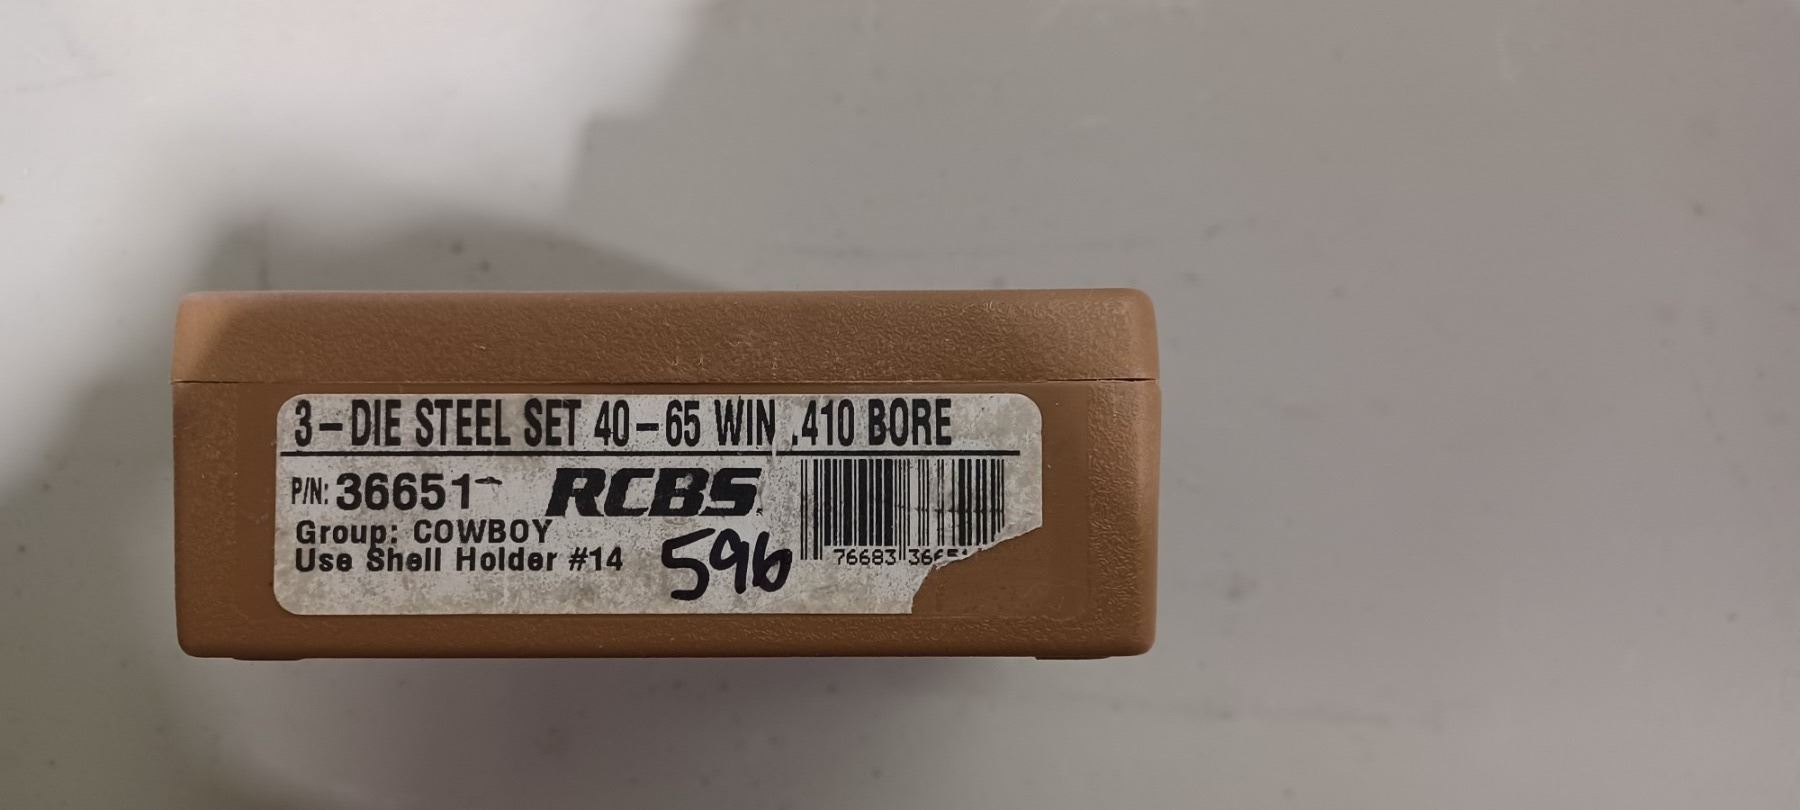 3-DIE STEEL SET 40-65 WIN .410 BORE
P/N: 36651 RCBS
Group: COWBOY
Use Shell Holder #14
596
76683